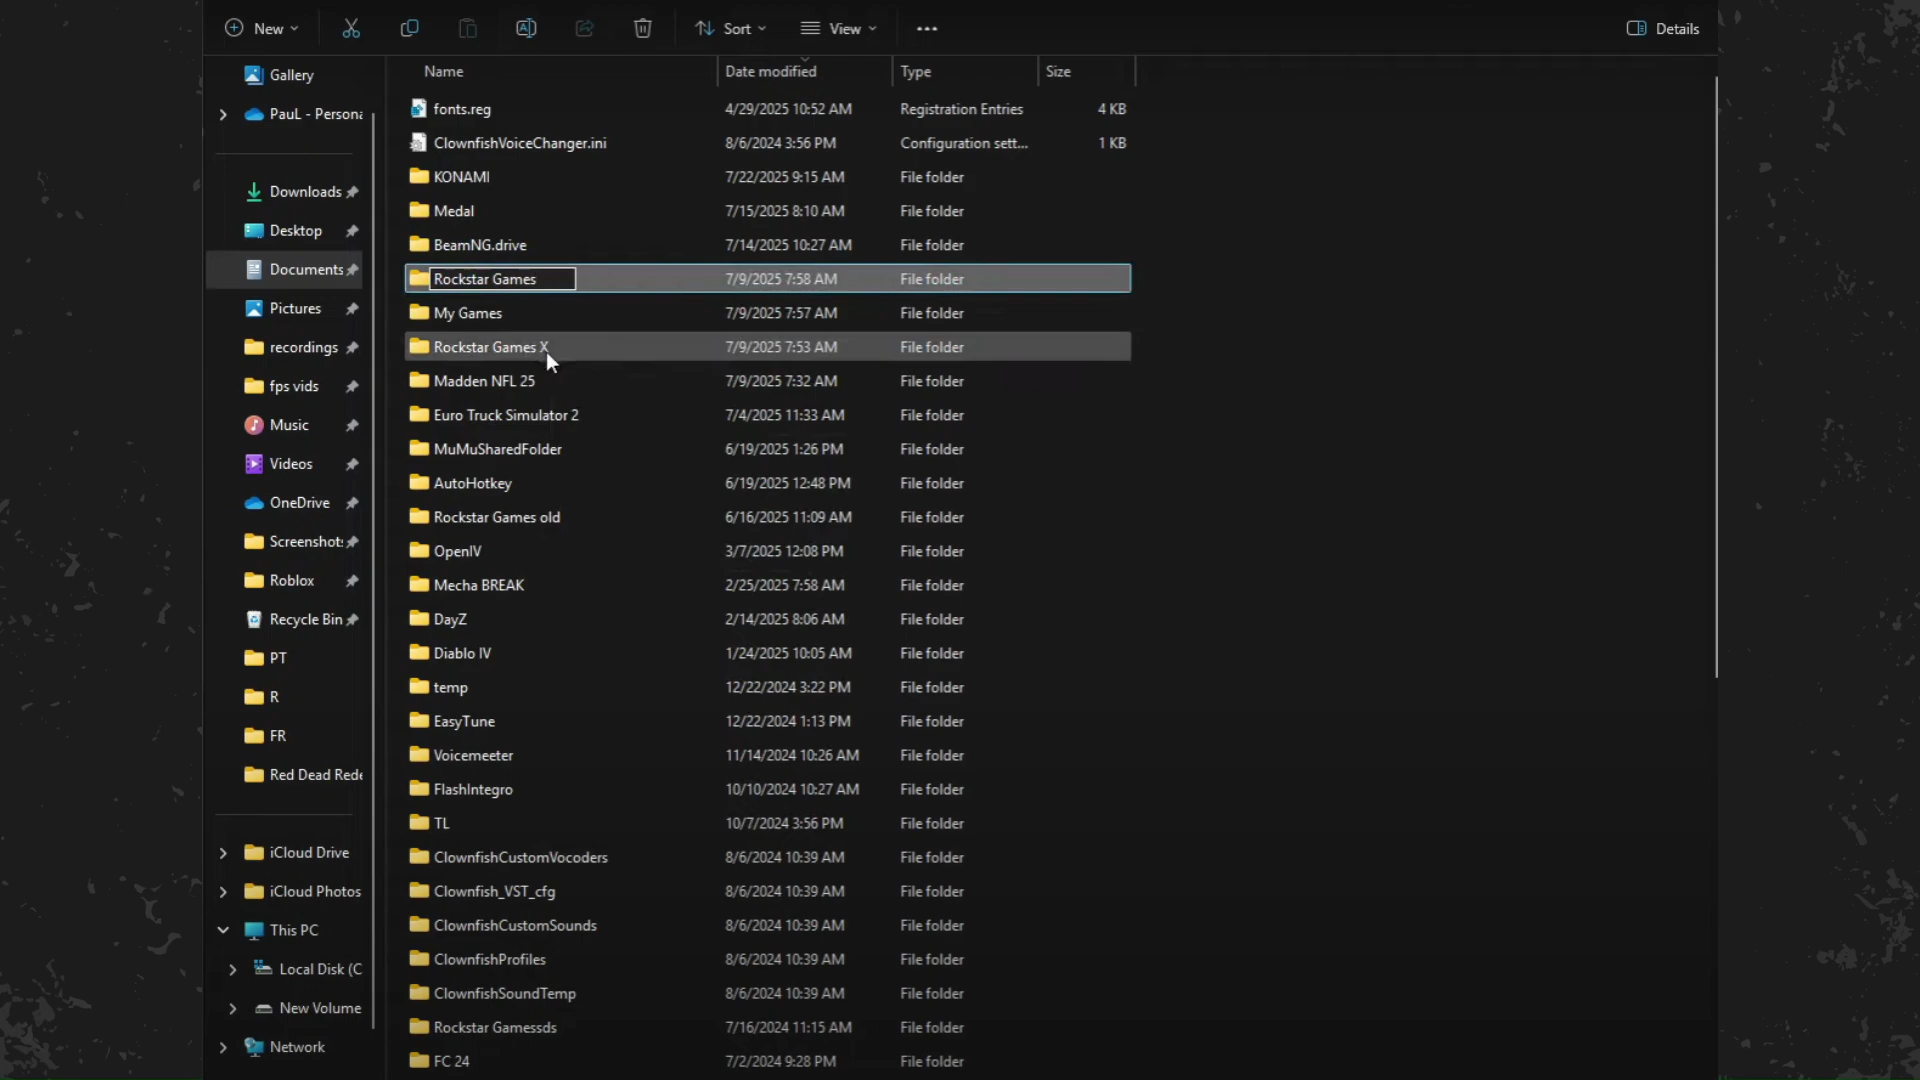 New
Sort
View
Details
Gallery
PauL - Persona
Downloads
Desktop
Documents
Pictures
recordings
fps vids
Music
Videos
OneDrive
Screenshot
Roblox
Recycle Bin
PT
R
FR
Red Dead Rede
iCloud Drive
iCloud Photos
This PC
Local Disk (C
New Volume
Network
Name Date modified Type Size
fonts.reg 4/29/2025 10:52 AM Registration Entries 4 KB
ClownfishVoiceChanger.ini 8/6/2024 3:56 PM Configuration sett... 1 KB
KONAMI 7/22/2025 9:15 AM File folder
Medal 7/15/2025 8:10 AM File folder
BeamNG.drive 7/14/2025 10:27 AM File folder
Rockstar Games 7/9/2025 7:58 AM File folder
My Games 7/9/2025 7:57 AM File folder
Rockstar Games X 7/9/2025 7:53 AM File folder
Madden NFL 25 7/9/2025 7:32 AM File folder
Euro Truck Simulator 2 7/4/2025 11:33 AM File folder
MuMuSharedFolder 6/19/2025 1:26 PM File folder
AutoHotkey 6/19/2025 12:48 PM File folder
Rockstar Games old 6/16/2025 11:09 AM File folder
OpenIV 3/7/2025 12:08 PM File folder
Mecha BREAK 2/25/2025 7:58 AM File folder
DayZ 2/14/2025 8:06 AM File folder
Diablo IV 1/24/2025 10:05 AM File folder
temp 12/22/2024 3:22 PM File folder
EasyTune 12/22/2024 1:13 PM File folder
Voicemeeter 11/14/2024 10:26 AM File folder
FlashIntegro 10/10/2024 10:27 AM File folder
TL 10/7/2024 3:56 PM File folder
ClownfishCustomVocoders 8/6/2024 10:39 AM File folder
Clownfish_VST_cfg 8/6/2024 10:39 AM File folder
ClownfishCustomSounds 8/6/2024 10:39 AM File folder
ClownfishProfiles 8/6/2024 10:39 AM File folder
ClownfishSoundTemp 8/6/2024 10:39 AM File folder
Rockstar Gamessds 7/16/2024 11:15 AM File folder
FC 24 7/2/2024 9:28 PM File folder